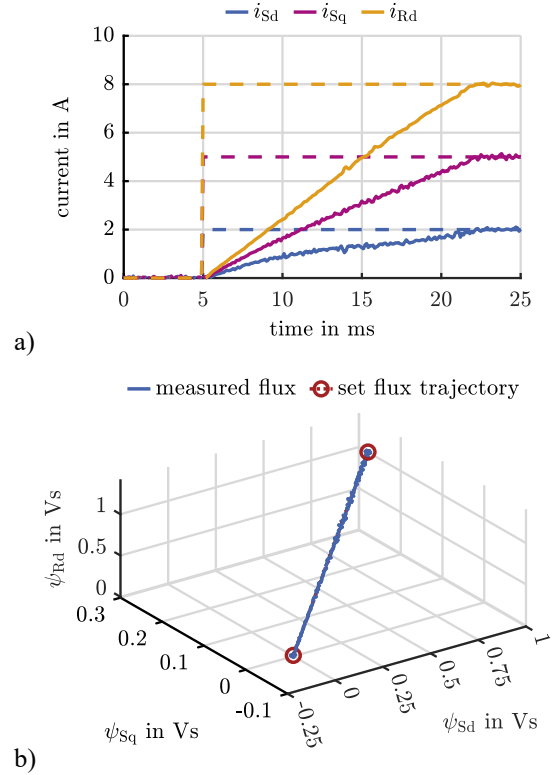 i_Sd i_Sq i_Rd
10
8
6
4
2
0
current in A
0 5 10 15 20 25
time in ms
a)
measured flux set flux trajectory
1
0.5
0
ψ_Rd in Vs
0.3
0.2
0.1
0
-0.1
ψ_Sq in Vs
-0.25
0
0.25
0.5
0.75
1
ψ_Sd in Vs
b)